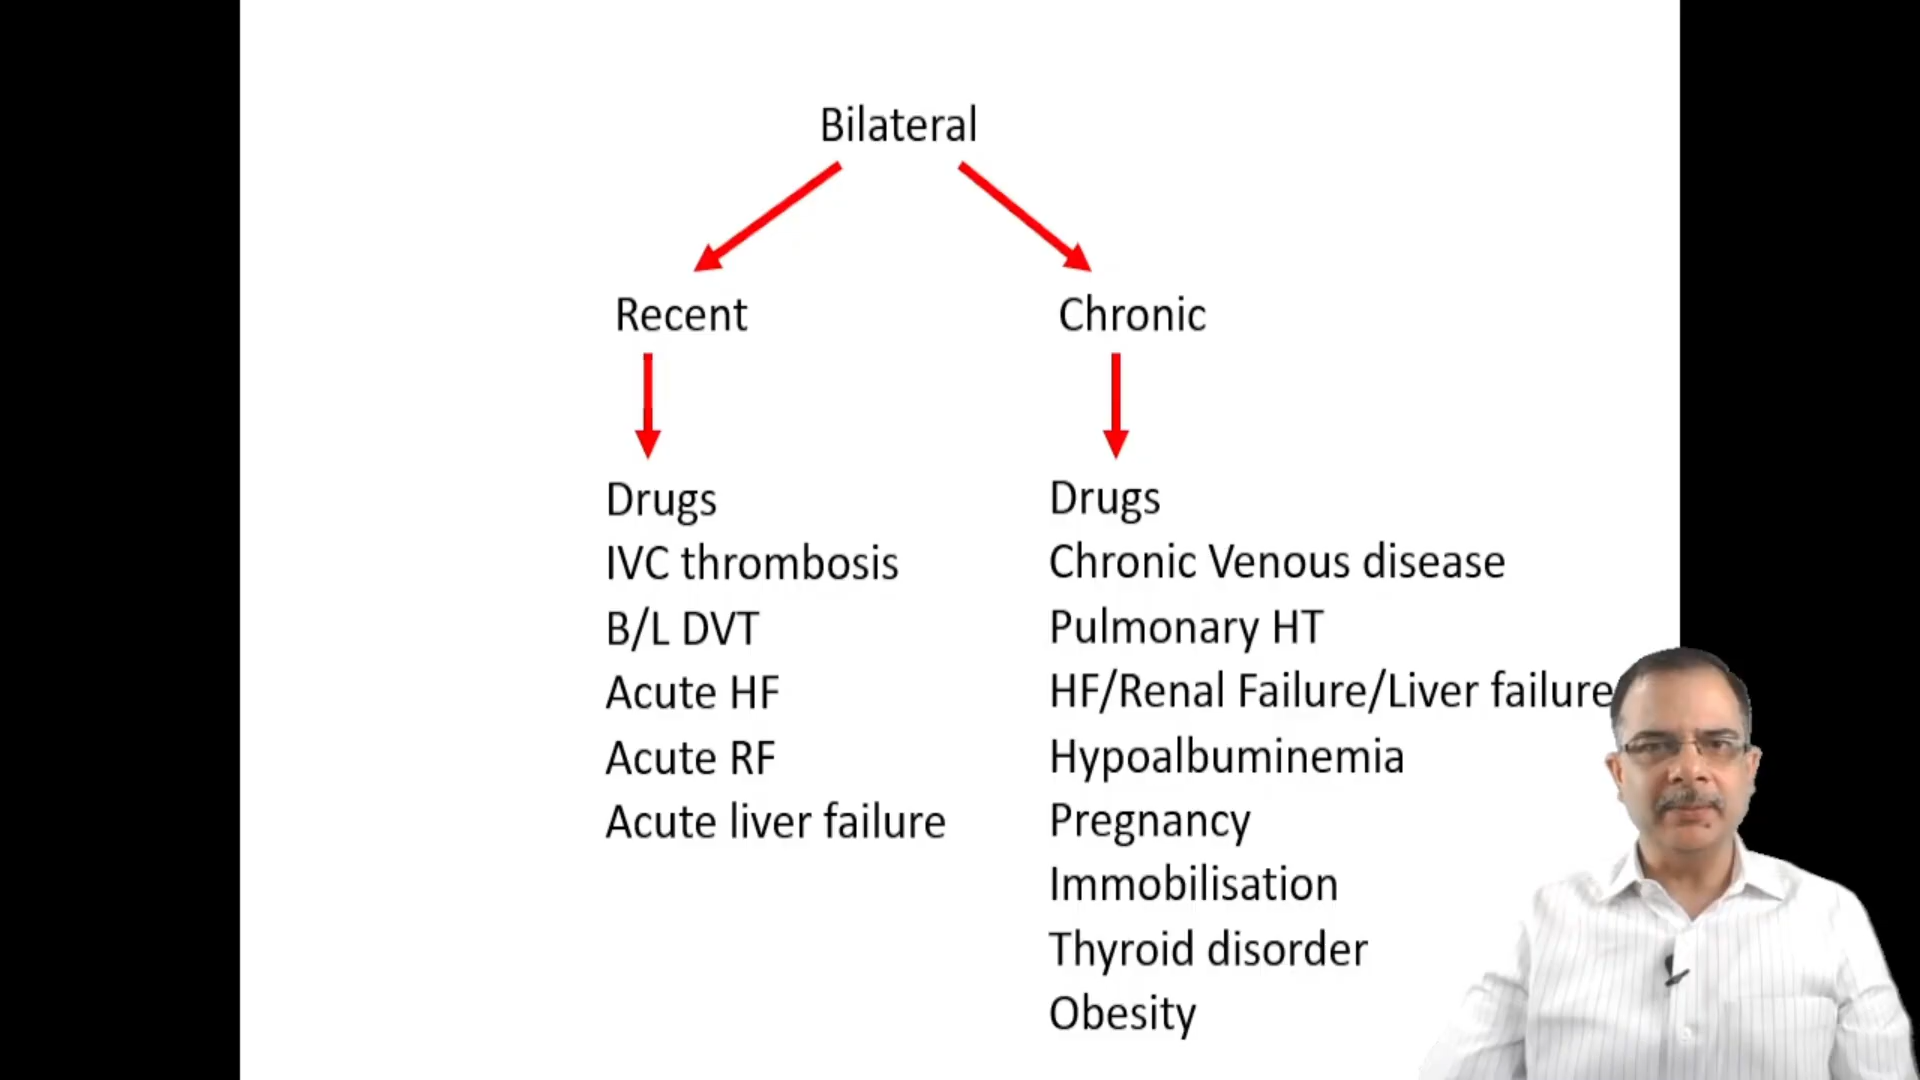 Bilateral
Recent
Chronic
Drugs
IVC thrombosis
B/L DVT
Acute HF
Acute RF
Acute liver failure
Drugs
Chronic Venous disease
Pulmonary HT
HF/Renal Failure/Liver failure
Hypoalbuminemia
Pregnancy
Immobilisation
Thyroid disorder
Obesity